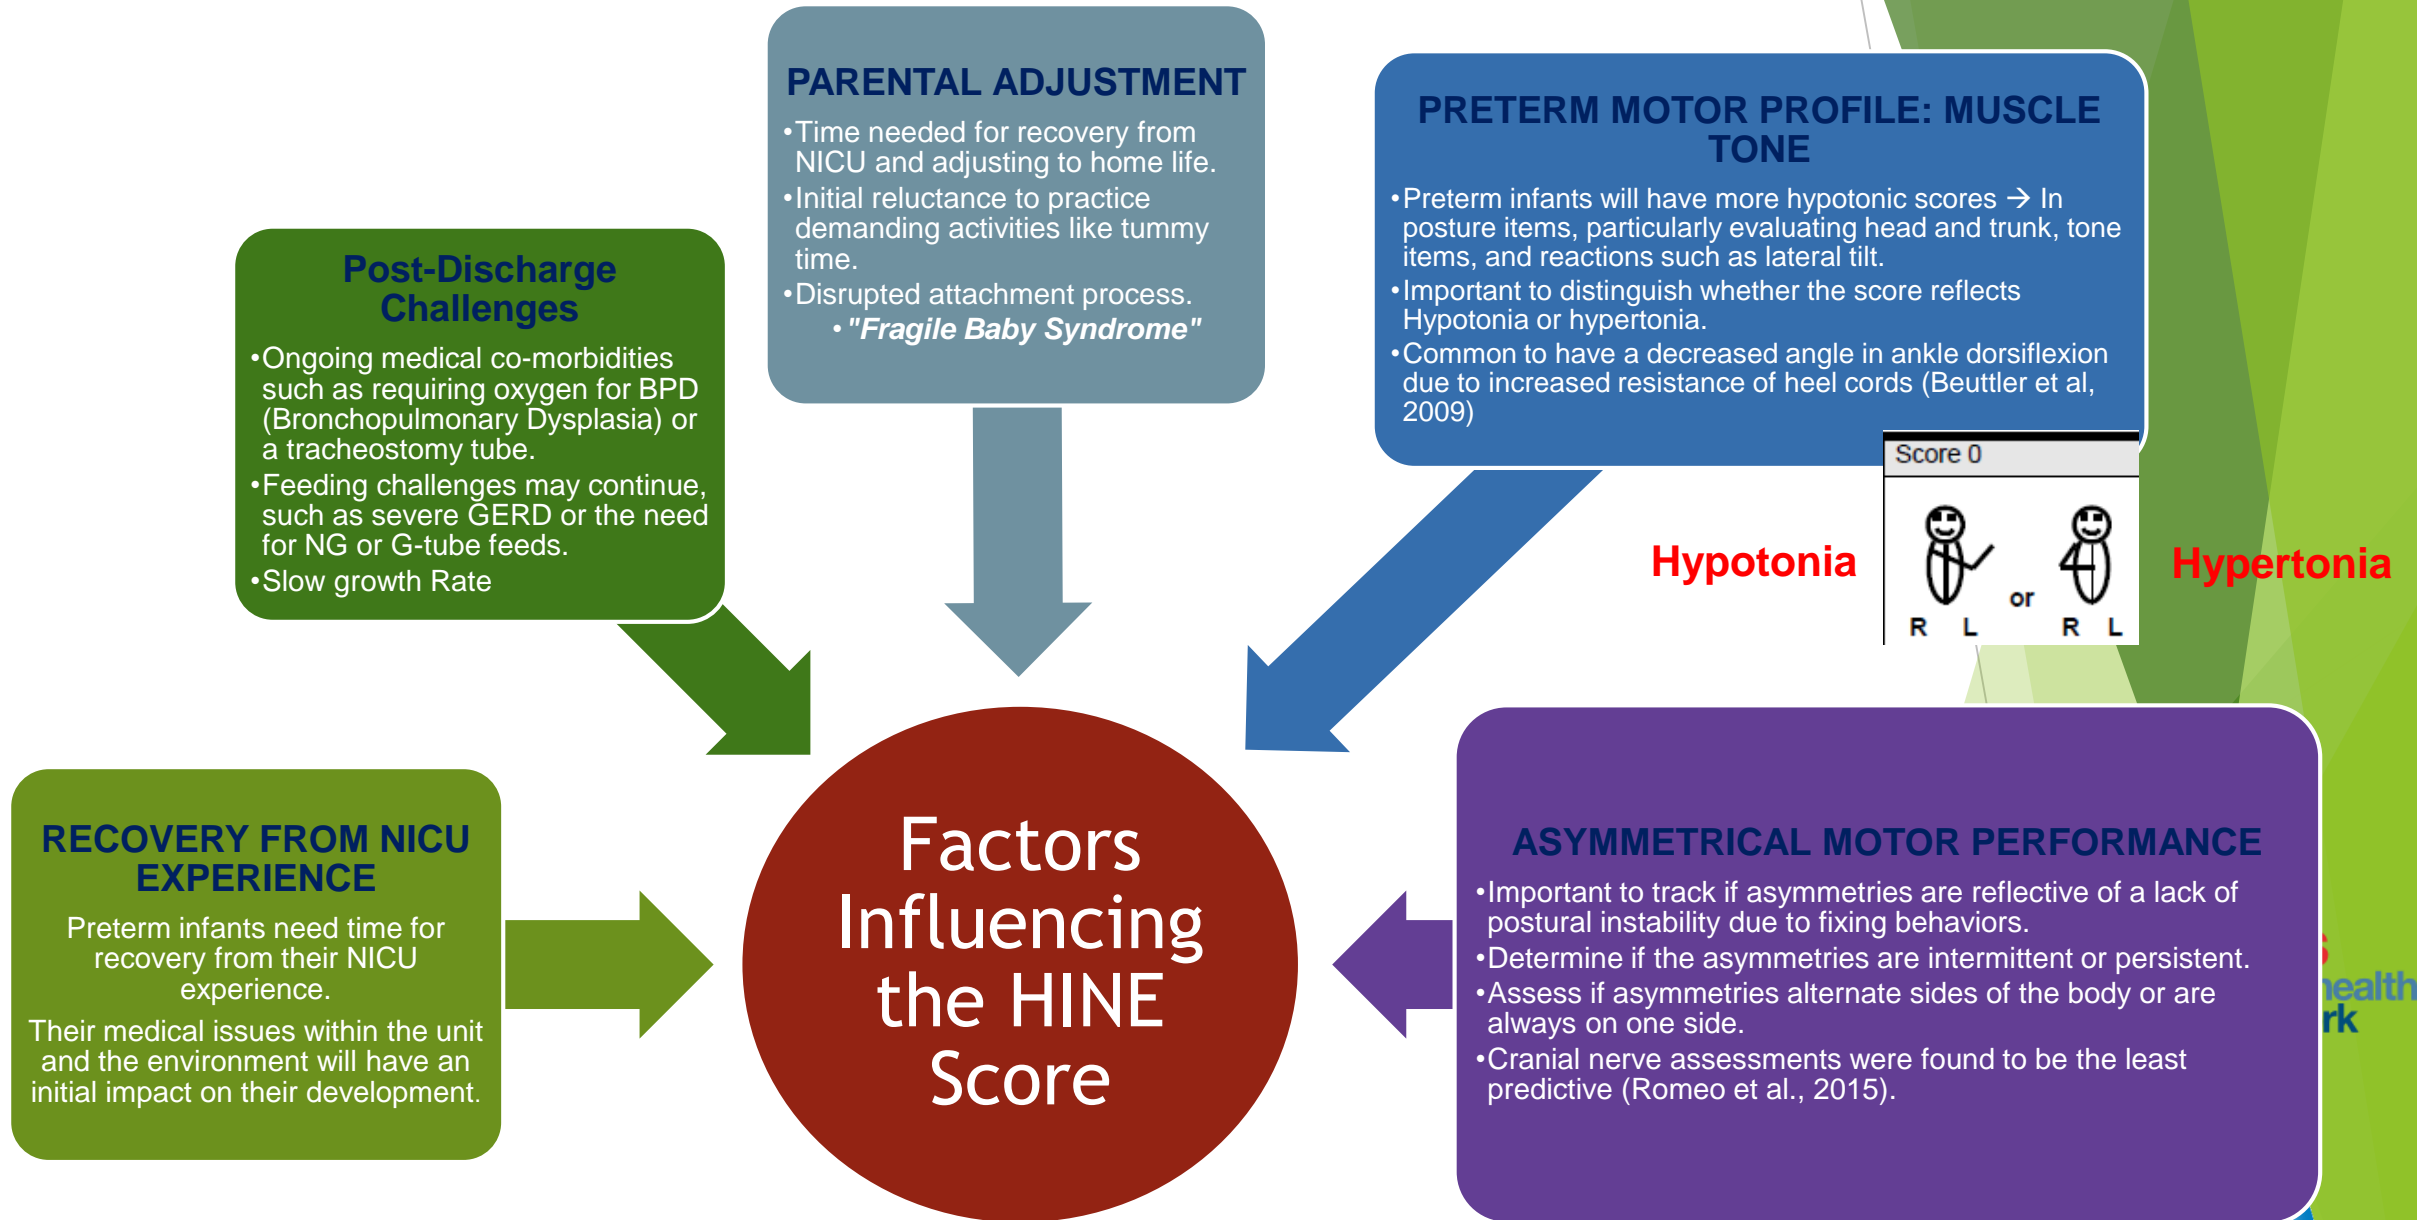 PARENTAL ADJUSTMENT
•Time needed for recovery from
NICU and adjusting to home life.
•Initial reluctance to practice
demanding activities like tummy
time.
•Disrupted attachment process.
•"Fragile Baby Syndrome"
PRETERM MOTOR PROFILE: MUSCLE
TONE
•Preterm infants will have more hypotonic scores → In
posture items, particularly evaluating head and trunk, tone
items, and reactions such as lateral tilt.
•Important to distinguish whether the score reflects
Hypotonia or hypertonia.
•Common to have a decreased angle in ankle dorsiflexion
due to increased resistance of heel cords (Beuttler et al,
2009)
Score 0
Hypotonia
or
R L
R L
Hypertonia
Post-Discharge
Challenges
•Ongoing medical co-morbidities
such as requiring oxygen for BPD
(Bronchopulmonary Dysplasia) or
a tracheostomy tube.
•Feeding challenges may continue,
such as severe GERD or the need
for NG or G-tube feeds.
•Slow growth Rate
RECOVERY FROM NICU
EXPERIENCE
Preterm infants need time for
recovery from their NICU
experience.
Their medical issues within the unit
and the environment will have an
initial impact on their development.
Factors
Influencing
the HINE
Score
ASYMMETRICAL MOTOR PERFORMANCE
•Important to track if asymmetries are reflective of a lack of
postural instability due to fixing behaviors.
•Determine if the asymmetries are intermittent or persistent.
•Assess if asymmetries alternate sides of the body or are
always on one side.
•Cranial nerve assessments were found to be the least
predictive (Romeo et al., 2015).
health
rk